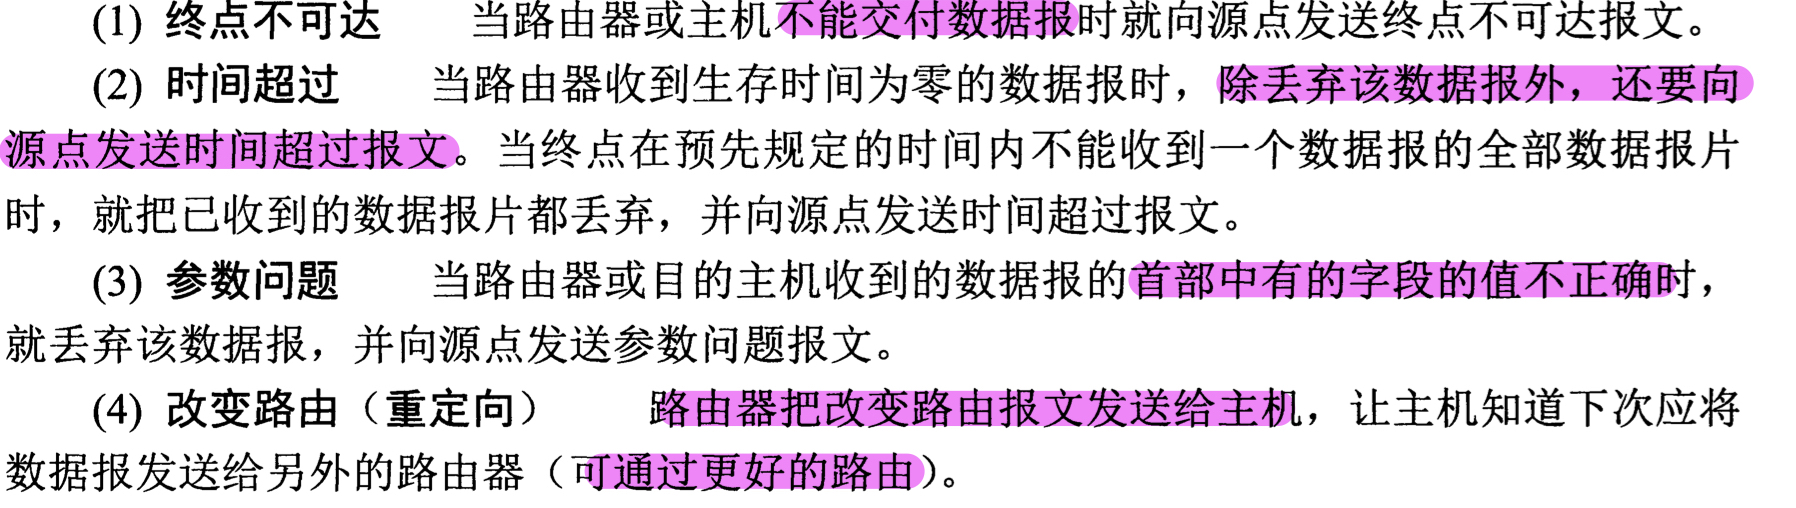 (1) 终点不可达 当路由器或主机不能交付数据报时就向源点发送终点不可达报文。
(2) 时间超过 当路由器收到生存时间为零的数据报时，除丢弃该数据报外，还要向
源点发送时间超过报文。当终点在预先规定的时间内不能收到一个数据报的全部数据报片
时，就把已收到的数据报片都丢弃，并向源点发送时间超过报文。
(3) 参数问题 当路由器或目的主机收到的数据报的首部中有的字段的值不正确时，
就丢弃该数据报，并向源点发送参数问题报文。
(4) 改变路由（重定向） 路由器把改变路由报文发送给主机，让主机知道下次应将
数据报发送给另外的路由器（可通过更好的路由）。